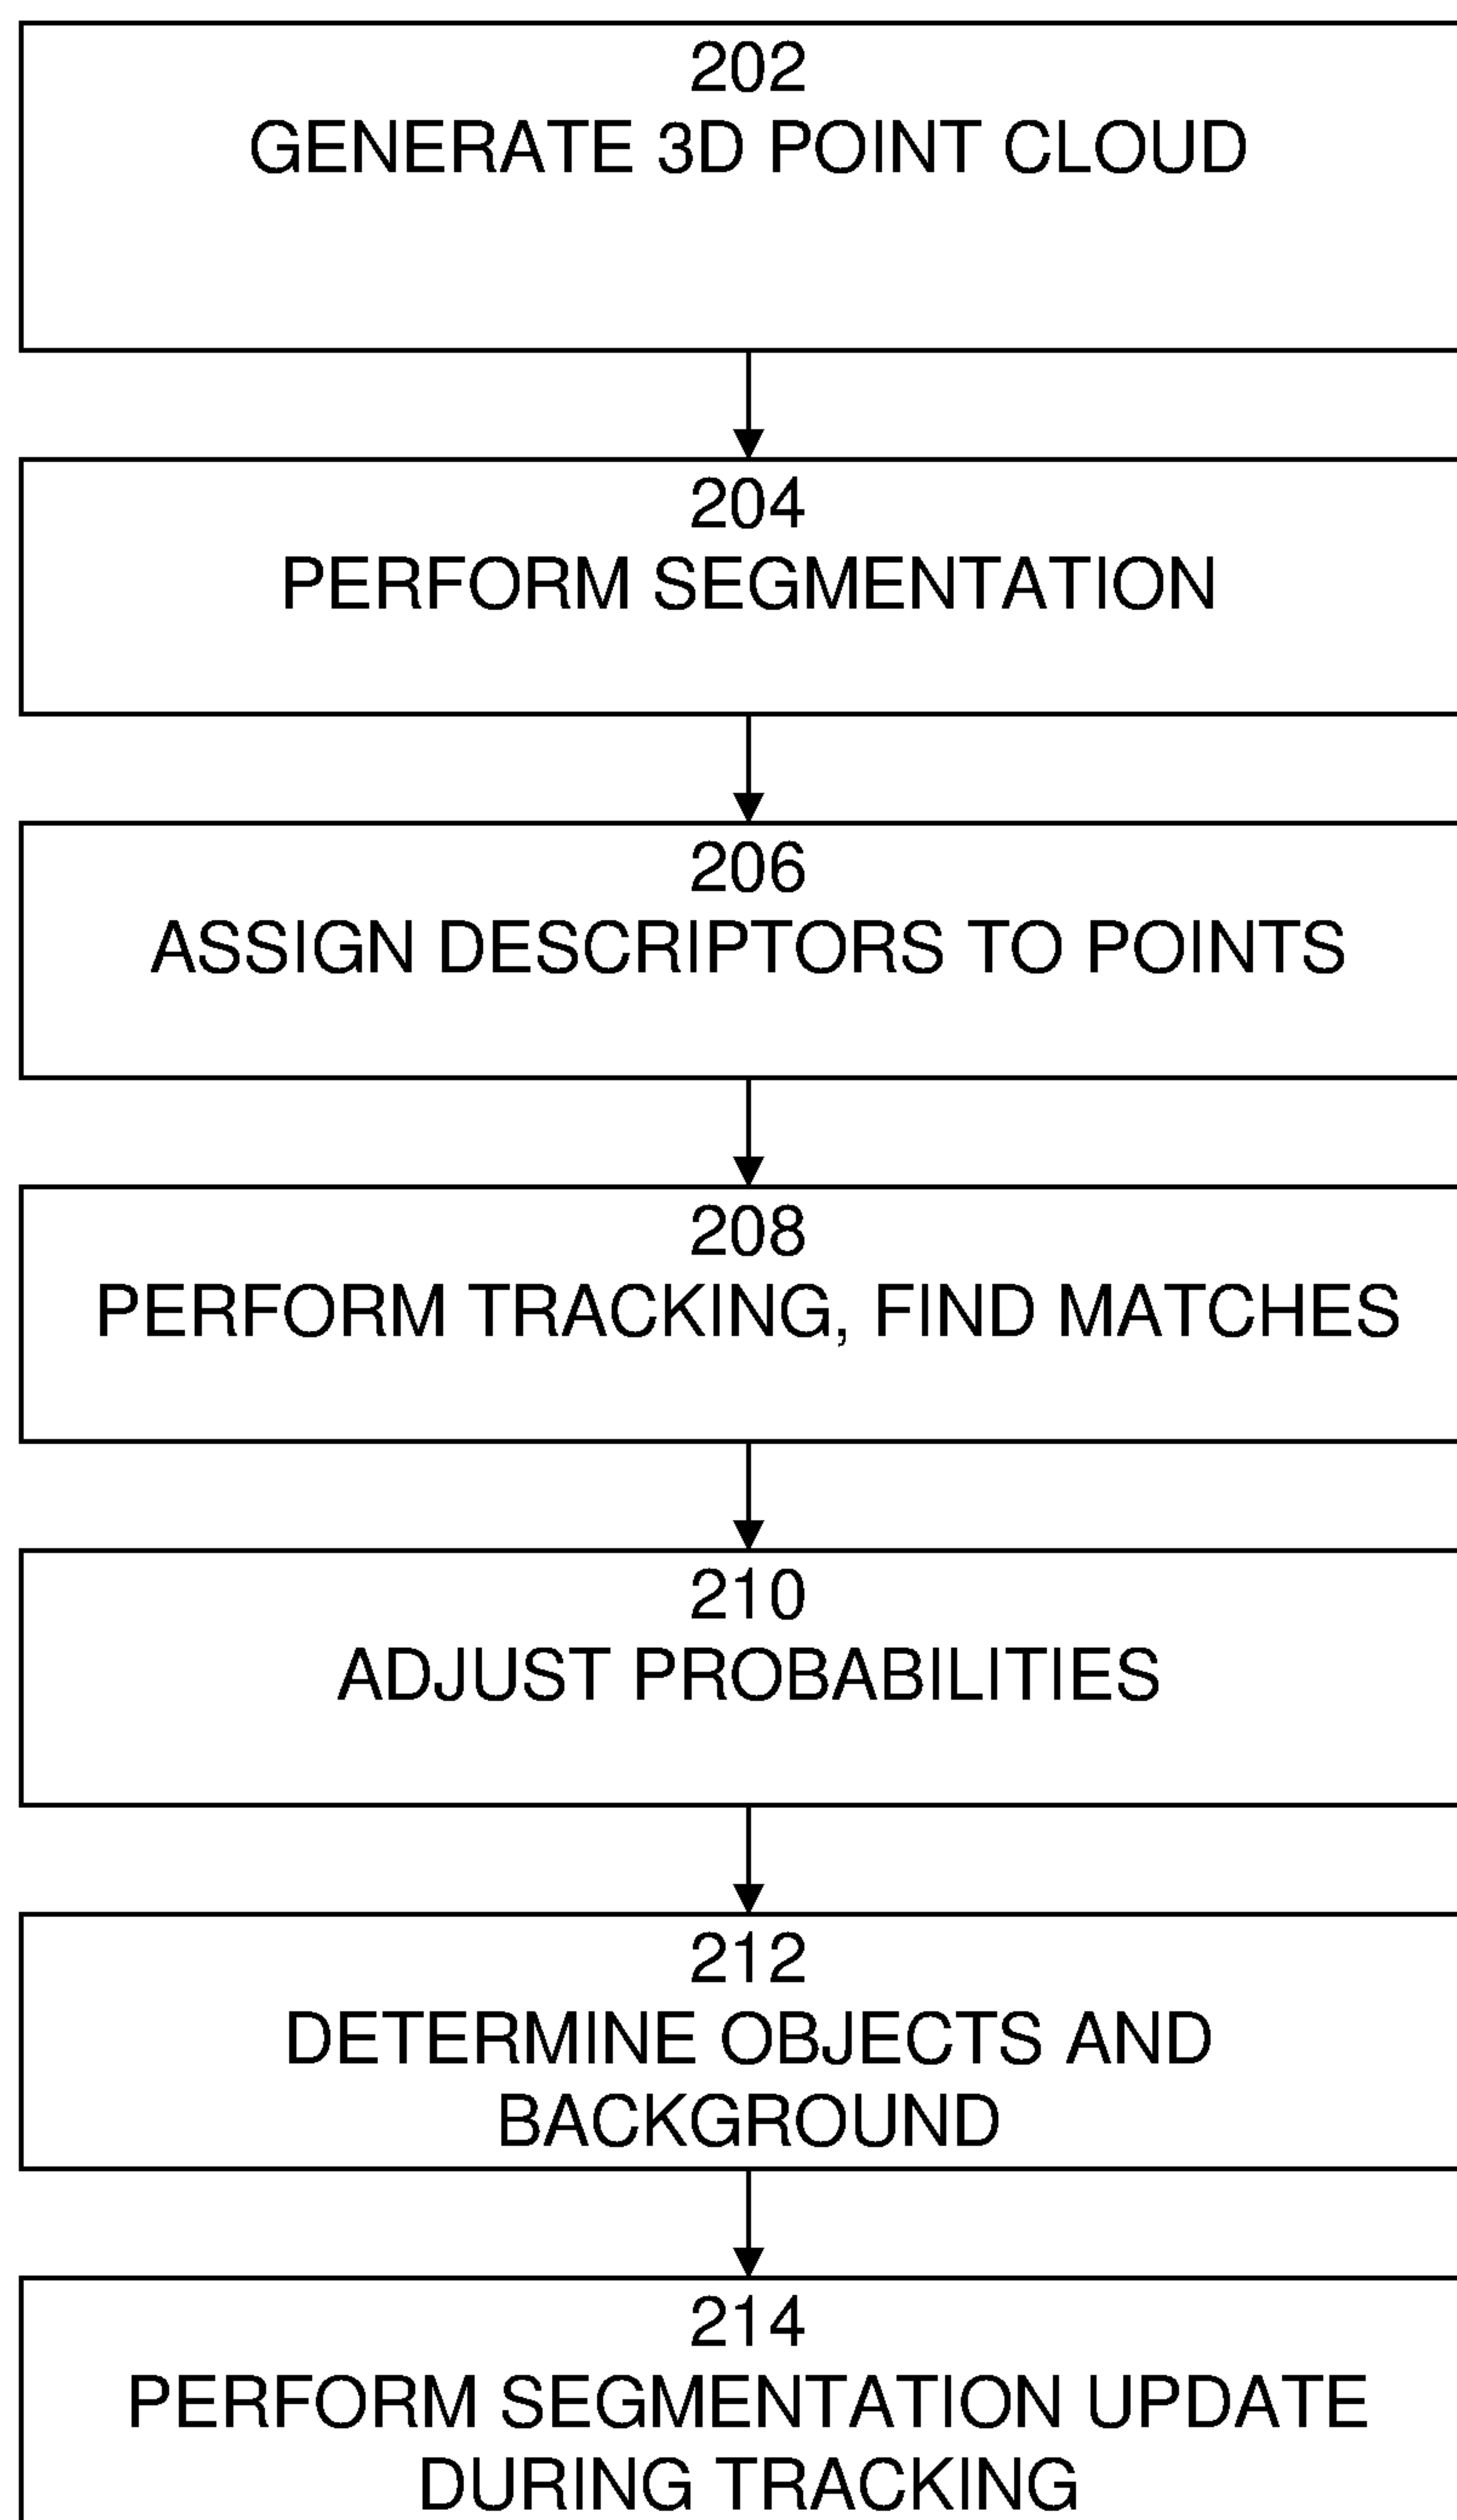 202
GENERATE 3D POINT CLOUD
204
PERFORM SEGMENTATION
206
ASSIGN DESCRIPTORS TO POINTS
208
PERFORM TRACKING, FIND MATCHES
210
ADJUST PROBABILITIES
212
DETERMINE OBJECTS AND
BACKGROUND
214
PERFORM SEGMENTATION UPDATE
DURING TRACKING